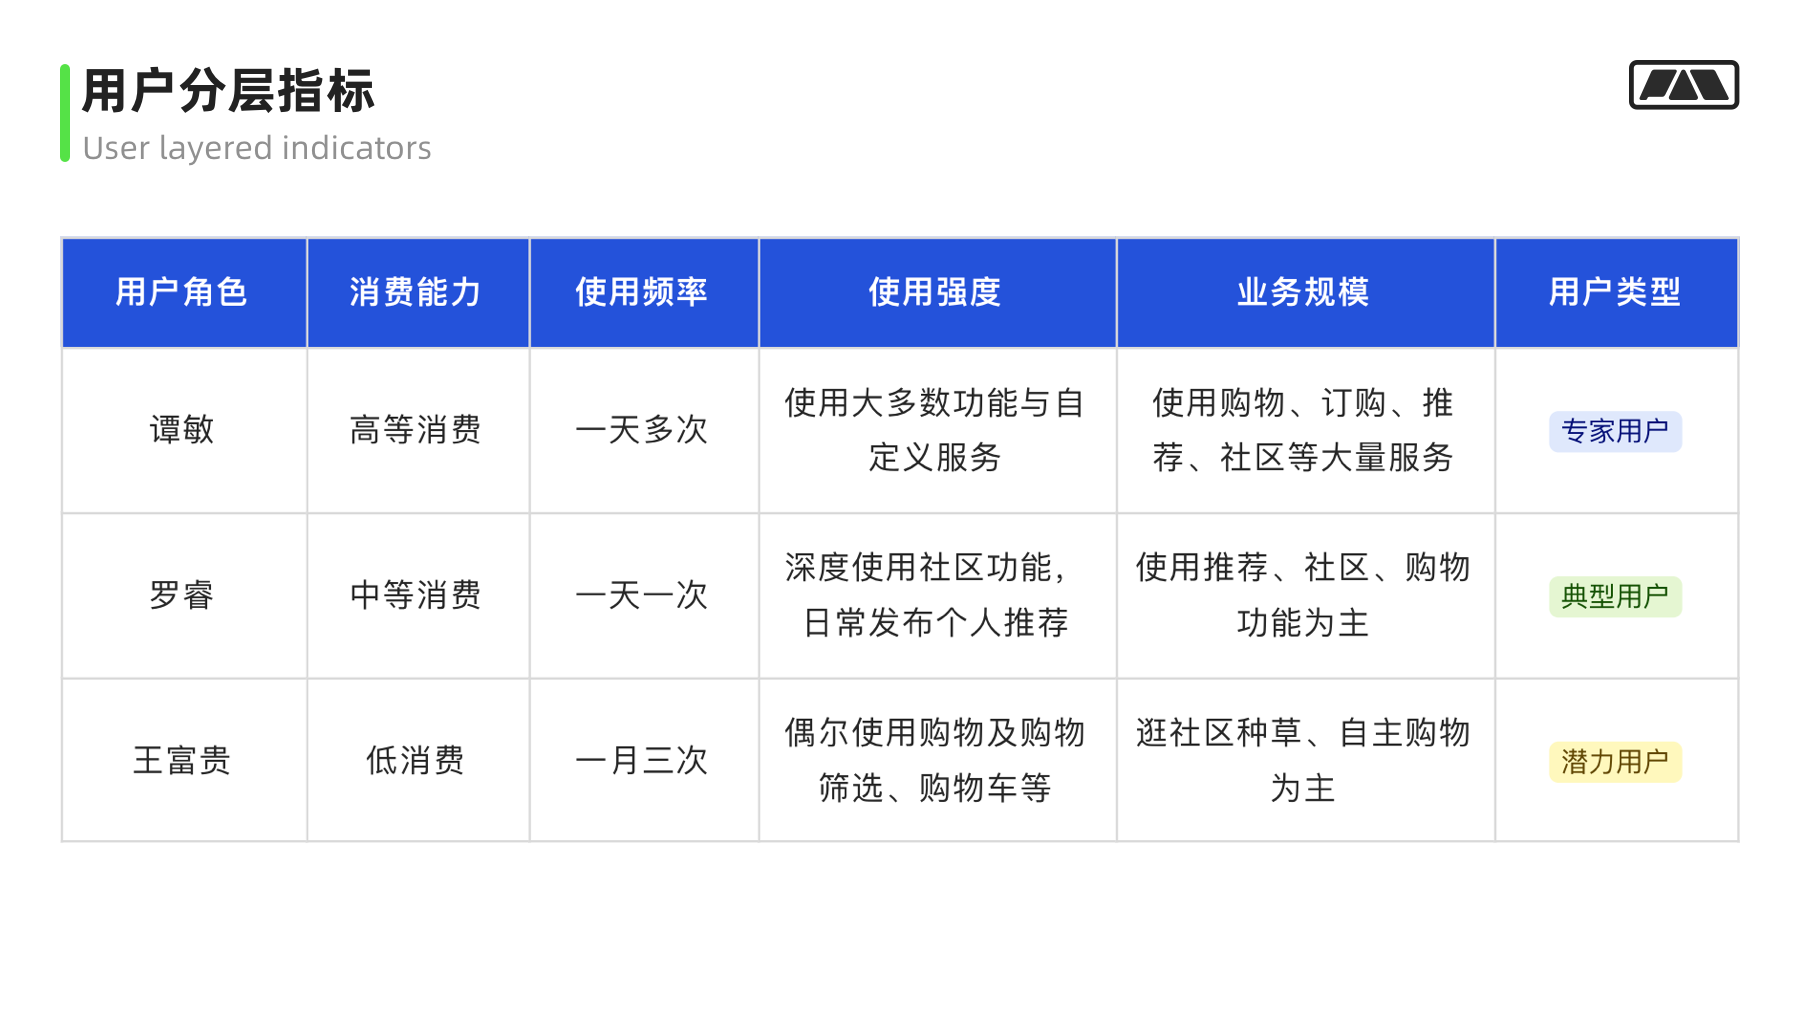 用户分层指标
User layered indicators
用户角色 消费能力 使用频率 使用强度 业务规模 用户类型
谭敏 高等消费 一天多次 使用大多数功能与自 使用购物、订购、推 专家用户
定义服务 荐、社区等大量服务
罗睿 中等消费 一天一次 深度使用社区功能， 使用推荐、社区、购物 典型用户
日常发布个人推荐 功能为主
王富贵 低消费 一月三次 偶尔使用购物及购物 逛社区种草、自主购物 潜力用户
筛选、购物车等 为主